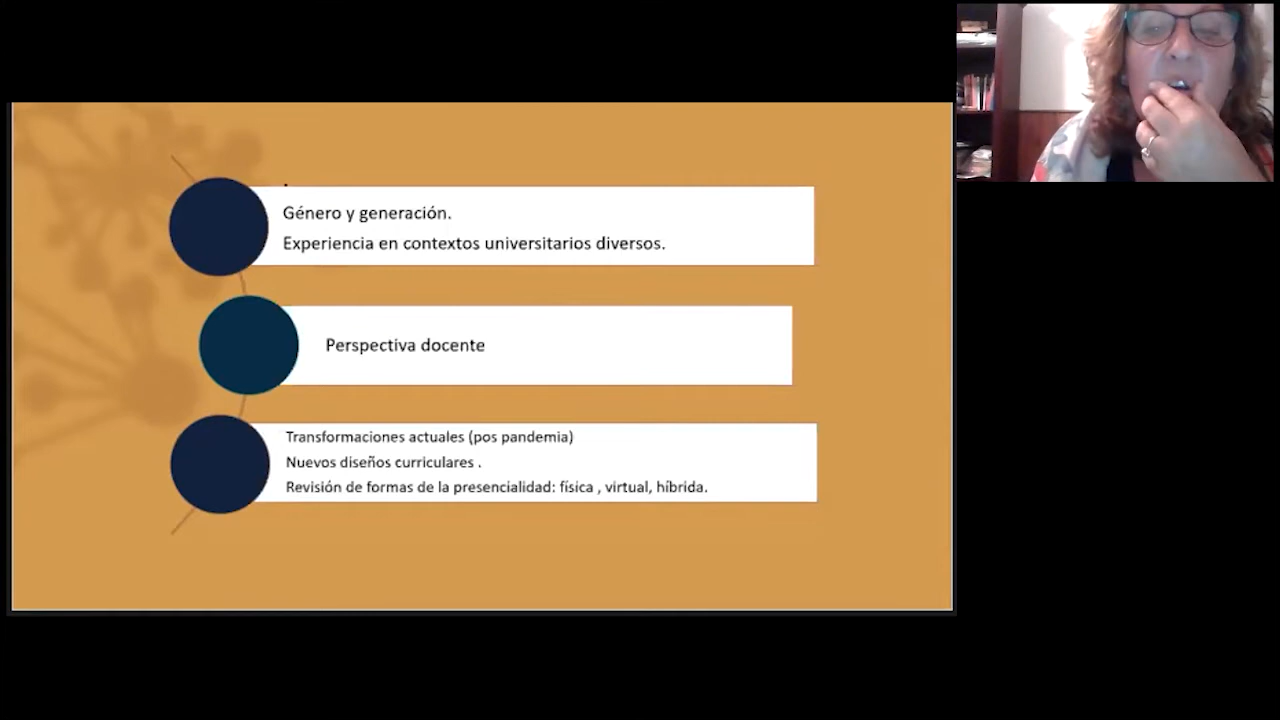 Género y generación.
Experiencia en contextos universitarios diversos.
Perspectiva docente
Transformaciones actuales (pos pandemia)
Nuevos diseños curriculares .
Revisión de formas de la presencialidad: física , virtual, híbrida.